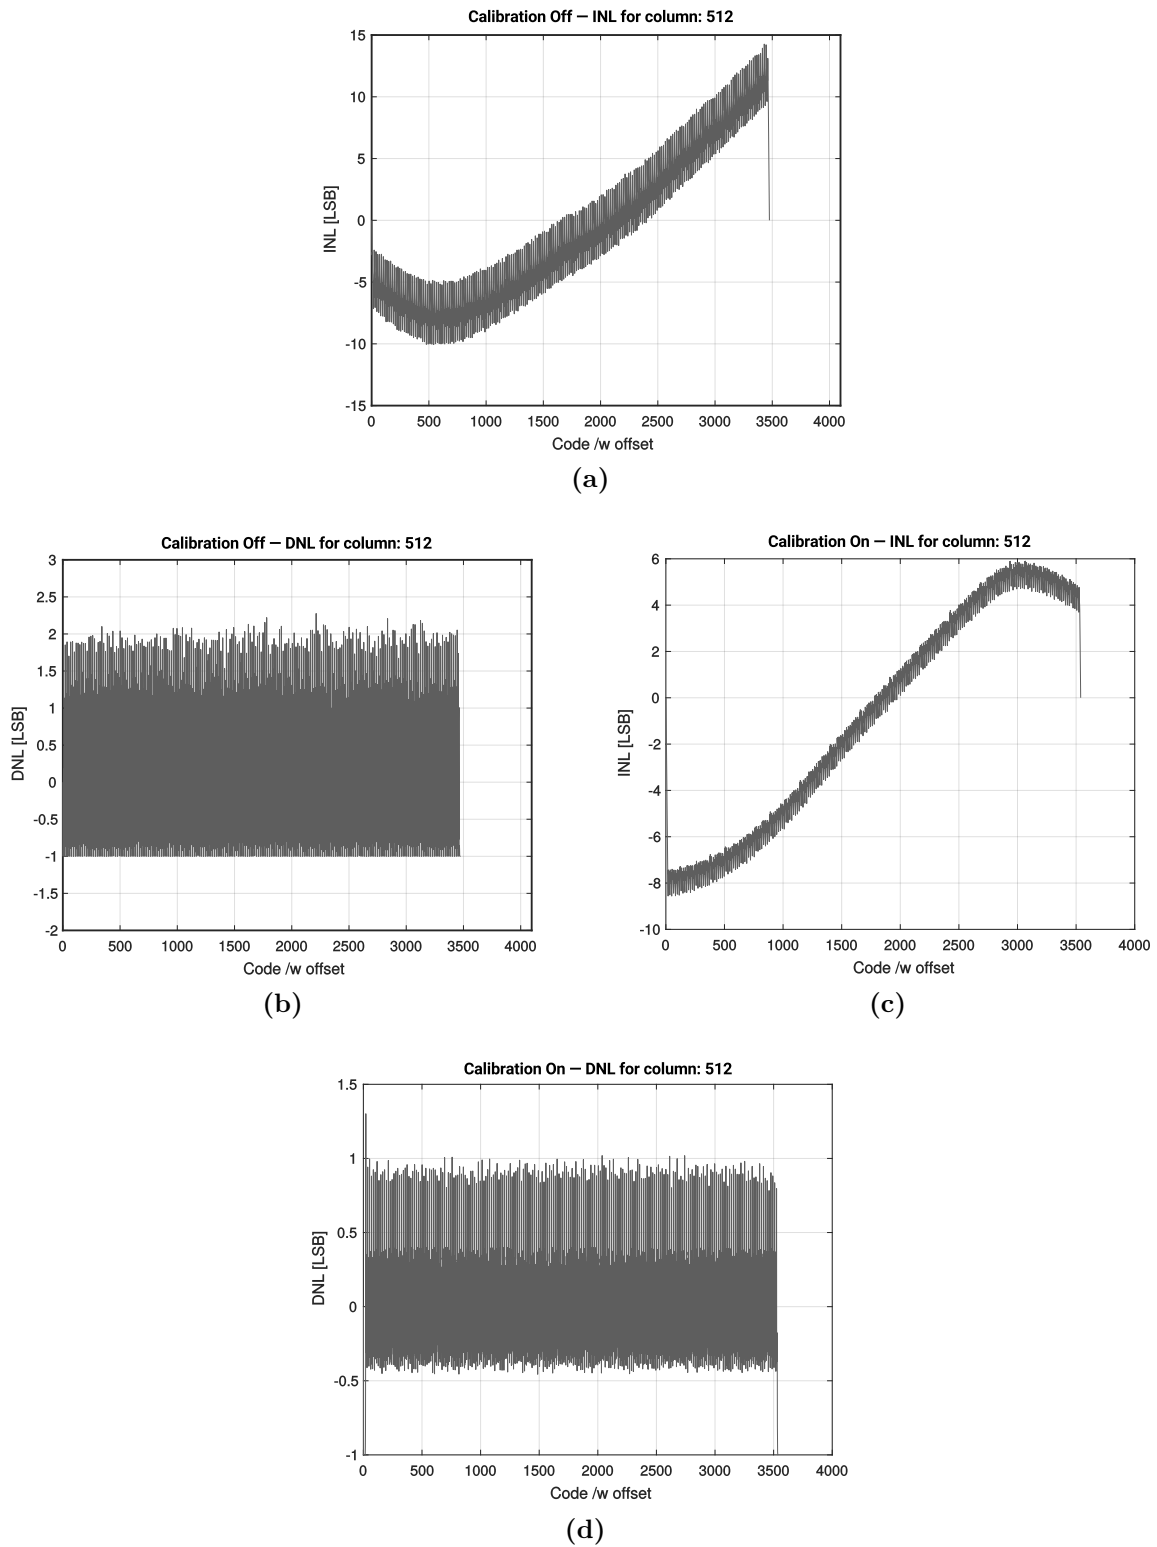 Calibration Off — INL for column: 512
15
10
5
0
-5
-10
-15
INL [LSB]
0 500 1000 1500 2000 2500 3000 3500 4000
Code /w offset
(a)
Calibration Off — DNL for column: 512
3
2.5
2
1.5
1
0.5
0
-0.5
-1
-1.5
-2
DNL [LSB]
0 500 1000 1500 2000 2500 3000 3500 4000
Code /w offset
(b)
Calibration On — INL for column: 512
6
4
2
0
-2
-4
-6
-8
-10
INL [LSB]
0 500 1000 1500 2000 2500 3000 3500 4000
Code /w offset
(c)
Calibration On — DNL for column: 512
1.5
1
0.5
0
-0.5
-1
DNL [LSB]
0 500 1000 1500 2000 2500 3000 3500 4000
Code /w offset
(d)